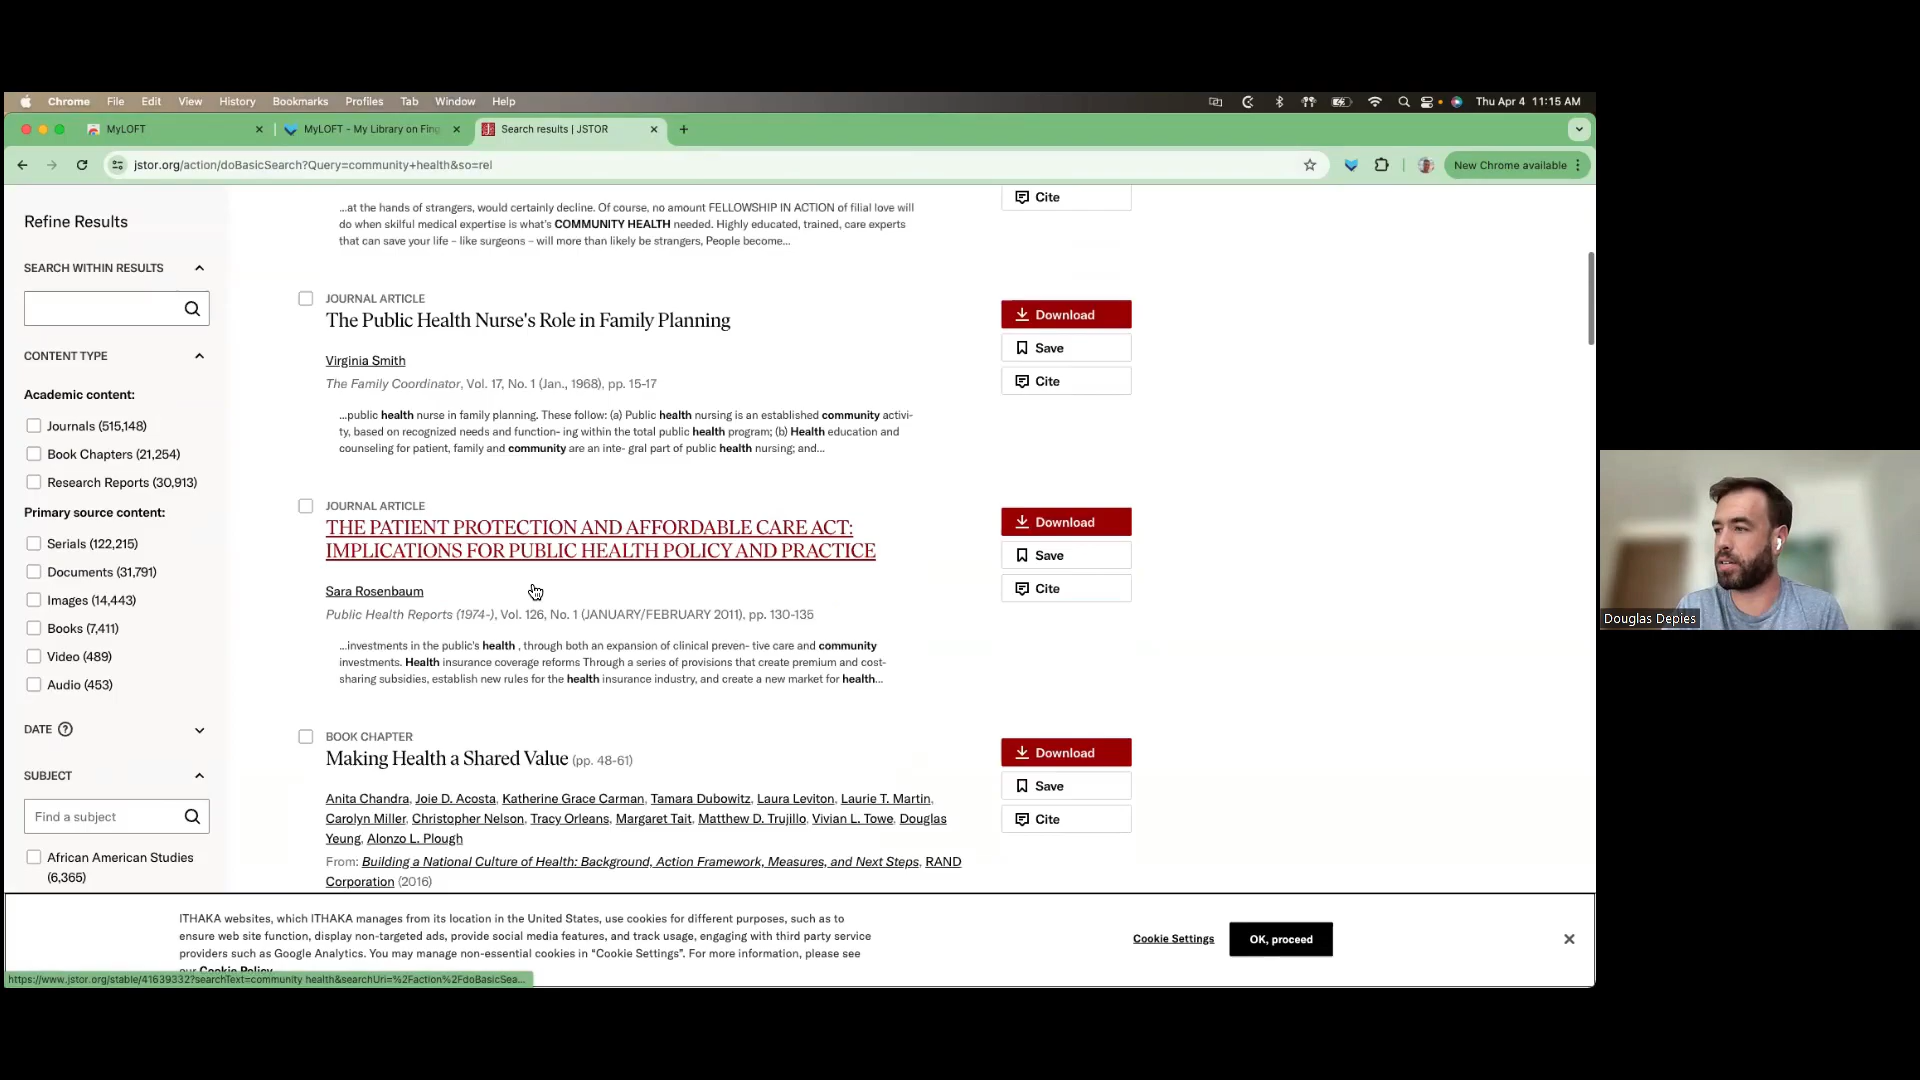 Chrome File Edit View History Bookmarks Profiles Tab Window Help Thu Apr 4 11:15 AM
MyLOFT MyLOFT - My Library on Fing Search results | JSTOR
jstor.org/action/doBasicSearch?Query=community+health&so=rel New Chrome available
Refine Results
SEARCH WITHIN RESULTS
CONTENT TYPE
Academic content:
Journals (515,148)
Book Chapters (21,254)
Research Reports (30,913)
Primary source content:
Serials (122,215)
Documents (31,791)
Images (14,443)
Books (7,411)
Video (489)
Audio (453)
DATE ?
SUBJECT
Find a subject
African American Studies
(6,365)
Cite
...at the hands of strangers, would certainly decline. Of course, no amount FELLOWSHIP IN ACTION of filial love will
do when skilful medical expertise is what's COMMUNITY HEALTH needed. Highly educated, trained, care experts
that can save your life – like surgeons – will more than likely be strangers, People become...
JOURNAL ARTICLE
The Public Health Nurse's Role in Family Planning
Virginia Smith
The Family Coordinator, Vol. 17, No. 1 (Jan., 1968), pp. 15-17
...public health nurse in family planning. These follow: (a) Public health nursing is an established community activi-
ty, based on recognized needs and function- ing within the total public health program; (b) Health education and
counseling for patient, family and community are an inte- gral part of public health nursing; and...
Download
Save
Cite
JOURNAL ARTICLE
THE PATIENT PROTECTION AND AFFORDABLE CARE ACT:
IMPLICATIONS FOR PUBLIC HEALTH POLICY AND PRACTICE
Sara Rosenbaum
Public Health Reports (1974-), Vol. 126, No. 1 (JANUARY/FEBRUARY 2011), pp. 130-135
...investments in the public's health , through both an expansion of clinical preven- tive care and community
investments. Health insurance coverage reforms Through a series of provisions that create premium and cost-
sharing subsidies, establish new rules for the health insurance industry, and create a new market for health...
Download
Save
Cite
BOOK CHAPTER
Making Health a Shared Value (pp. 48-61)
Anita Chandra, Joie D. Acosta, Katherine Grace Carman, Tamara Dubowitz, Laura Leviton, Laurie T. Martin,
Carolyn Miller, Christopher Nelson, Tracy Orleans, Margaret Tait, Matthew D. Trujillo, Vivian L. Towe, Douglas
Yeung, Alonzo L. Plough
From: Building a National Culture of Health: Background, Action Framework, Measures, and Next Steps, RAND
Corporation (2016)
Download
Save
Cite
ITHAKA websites, which ITHAKA manages from its location in the United States, use cookies for different purposes, such as to
ensure web site function, display non-targeted ads, provide social media features, and track usage, engaging with third party service
providers such as Google Analytics. You may manage non-essential cookies in “Cookie Settings”. For more information, please see
our Cookie Policy
Cookie Settings
OK, proceed
https://www.jstor.org/stable/41639332?searchText=community health&searchUri=%2Faction%2FdoBasicSea...
Douglas Depies